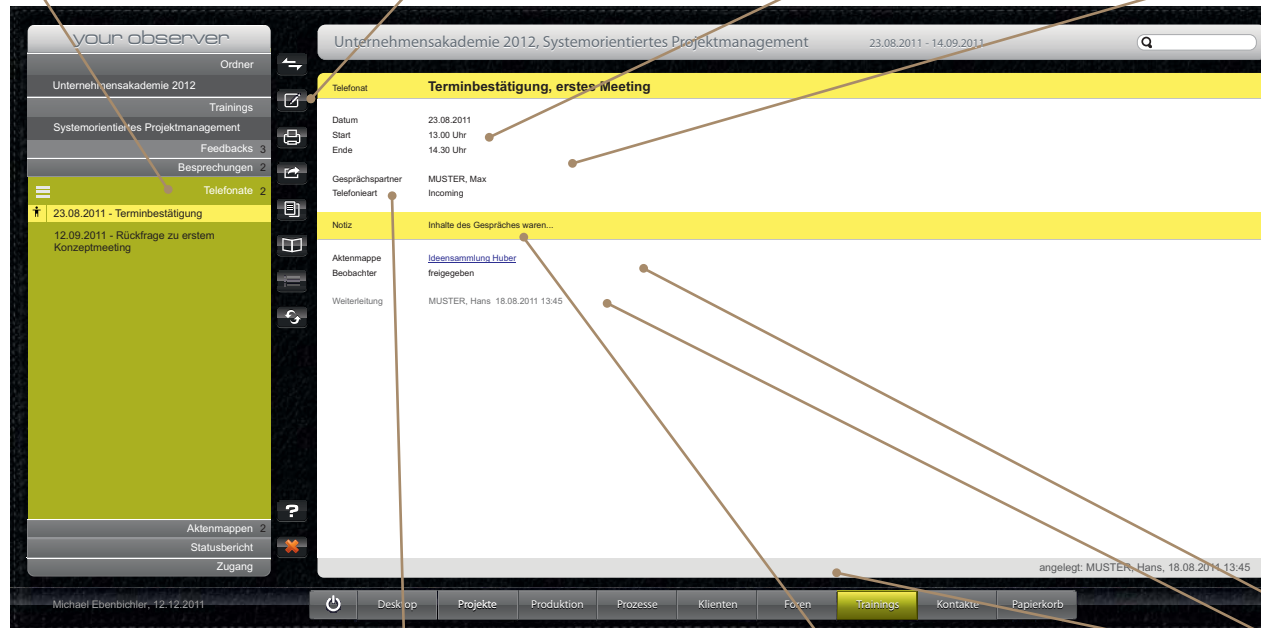 your observer
Ordner
Unternehmensakademie 2012
Trainings
Systemorientiertes Projektmanagement
Feedbacks 3
Besprechungen 2
Telefonate 2
23.08.2011 - Terminbestätigung
12.09.2011 - Rückfrage zu erstem
Konzeptmeeting
Aktenmappen 2
Statusbericht
Zugang
?
Unternehmensakademie 2012, Systemorientiertes Projektmanagement 23.08.2011 - 14.09.2011
Telefonat Terminbestätigung, erstes Meeting
Datum 23.08.2011
Start 13.00 Uhr
Ende 14.30 Uhr
Gesprächspartner MUSTER, Max
Telefonieart Incoming
Notiz Inhalte des Gespräches waren...
Aktenmappe Ideensammlung Huber
Beobachter freigegeben
Weiterleitung MUSTER, Hans 18.08.2011 13:45
angelegt: MUSTER, Hans, 18.08.2011 13:45
Michael Ebenbichler, 12.12.2011
Desktop Projekte Produktion Prozesse Klienten Foren Trainings Kontakte Papierkorb